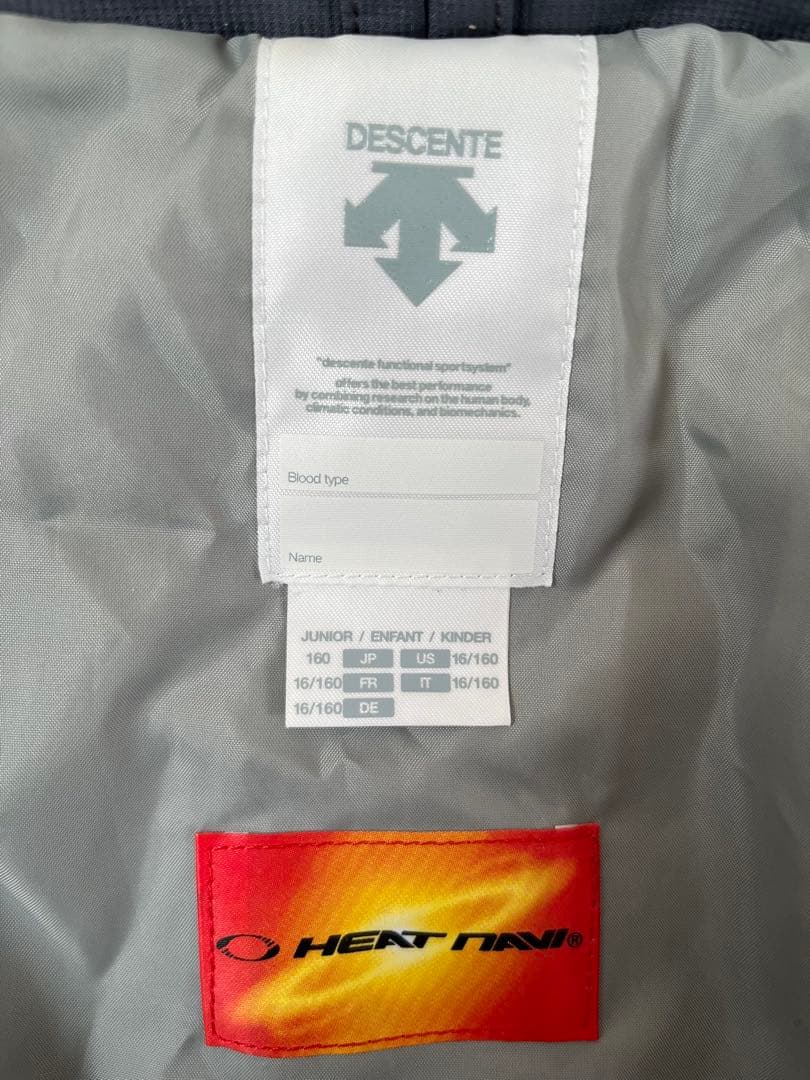 DESCENTE
"descente functional sportsystem"
offers the best performance
by combining research on the human body,
climatic conditions, and biomechanics.
Blood type
Name
JUNIOR / ENFANT / KINDER
160 JP US 16/160
16/160 FR IT 16/160
16/160 DE
HEAT NAVI®